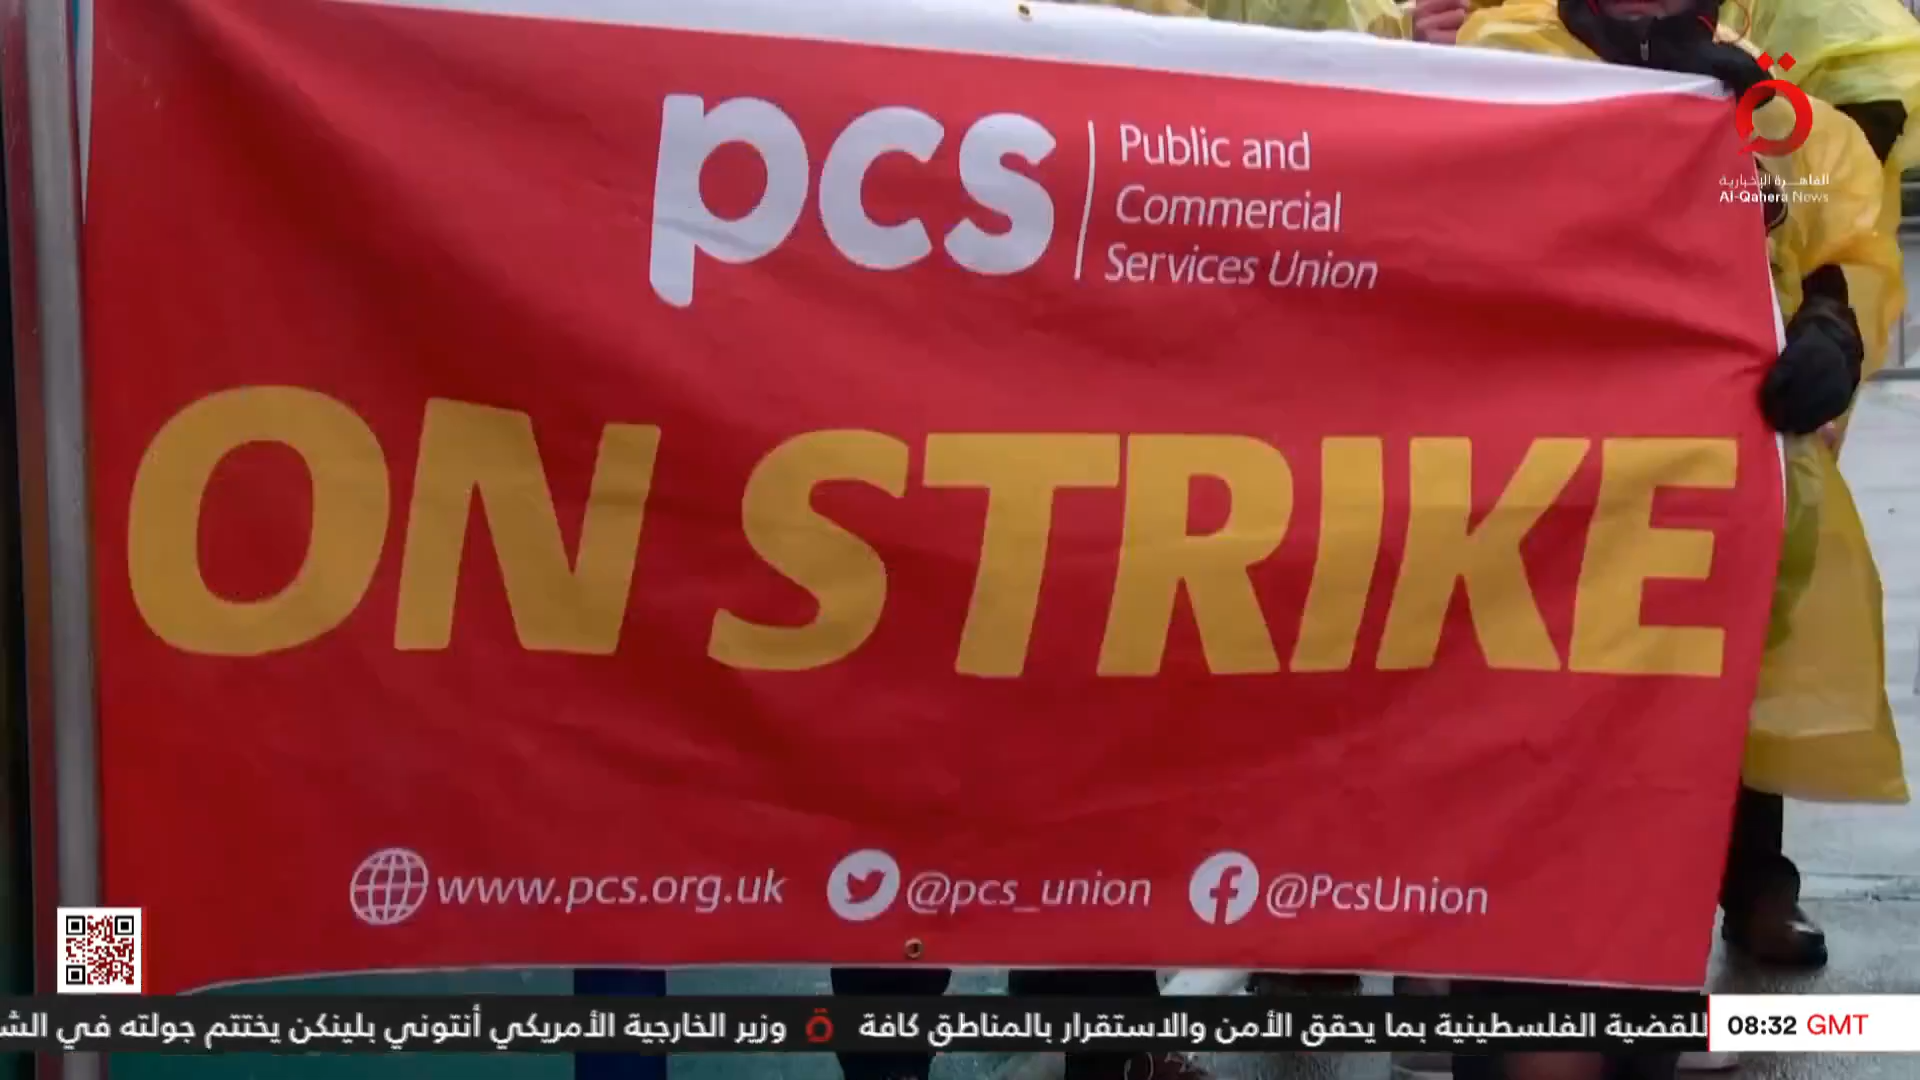 pcs
Public and
Commercial
Services Union
القاهرة الإخبارية
Al-Qahera News
ON STRIKE
www.pcs.org.uk @pcs_union @PcsUnion
للقضية الفلسطينية بما يحقق الأمن والاستقرار بالمناطق كافة وزير الخارجية الأمريكي أنتوني بلينكن يختتم جولته في الش
08:32 GMT